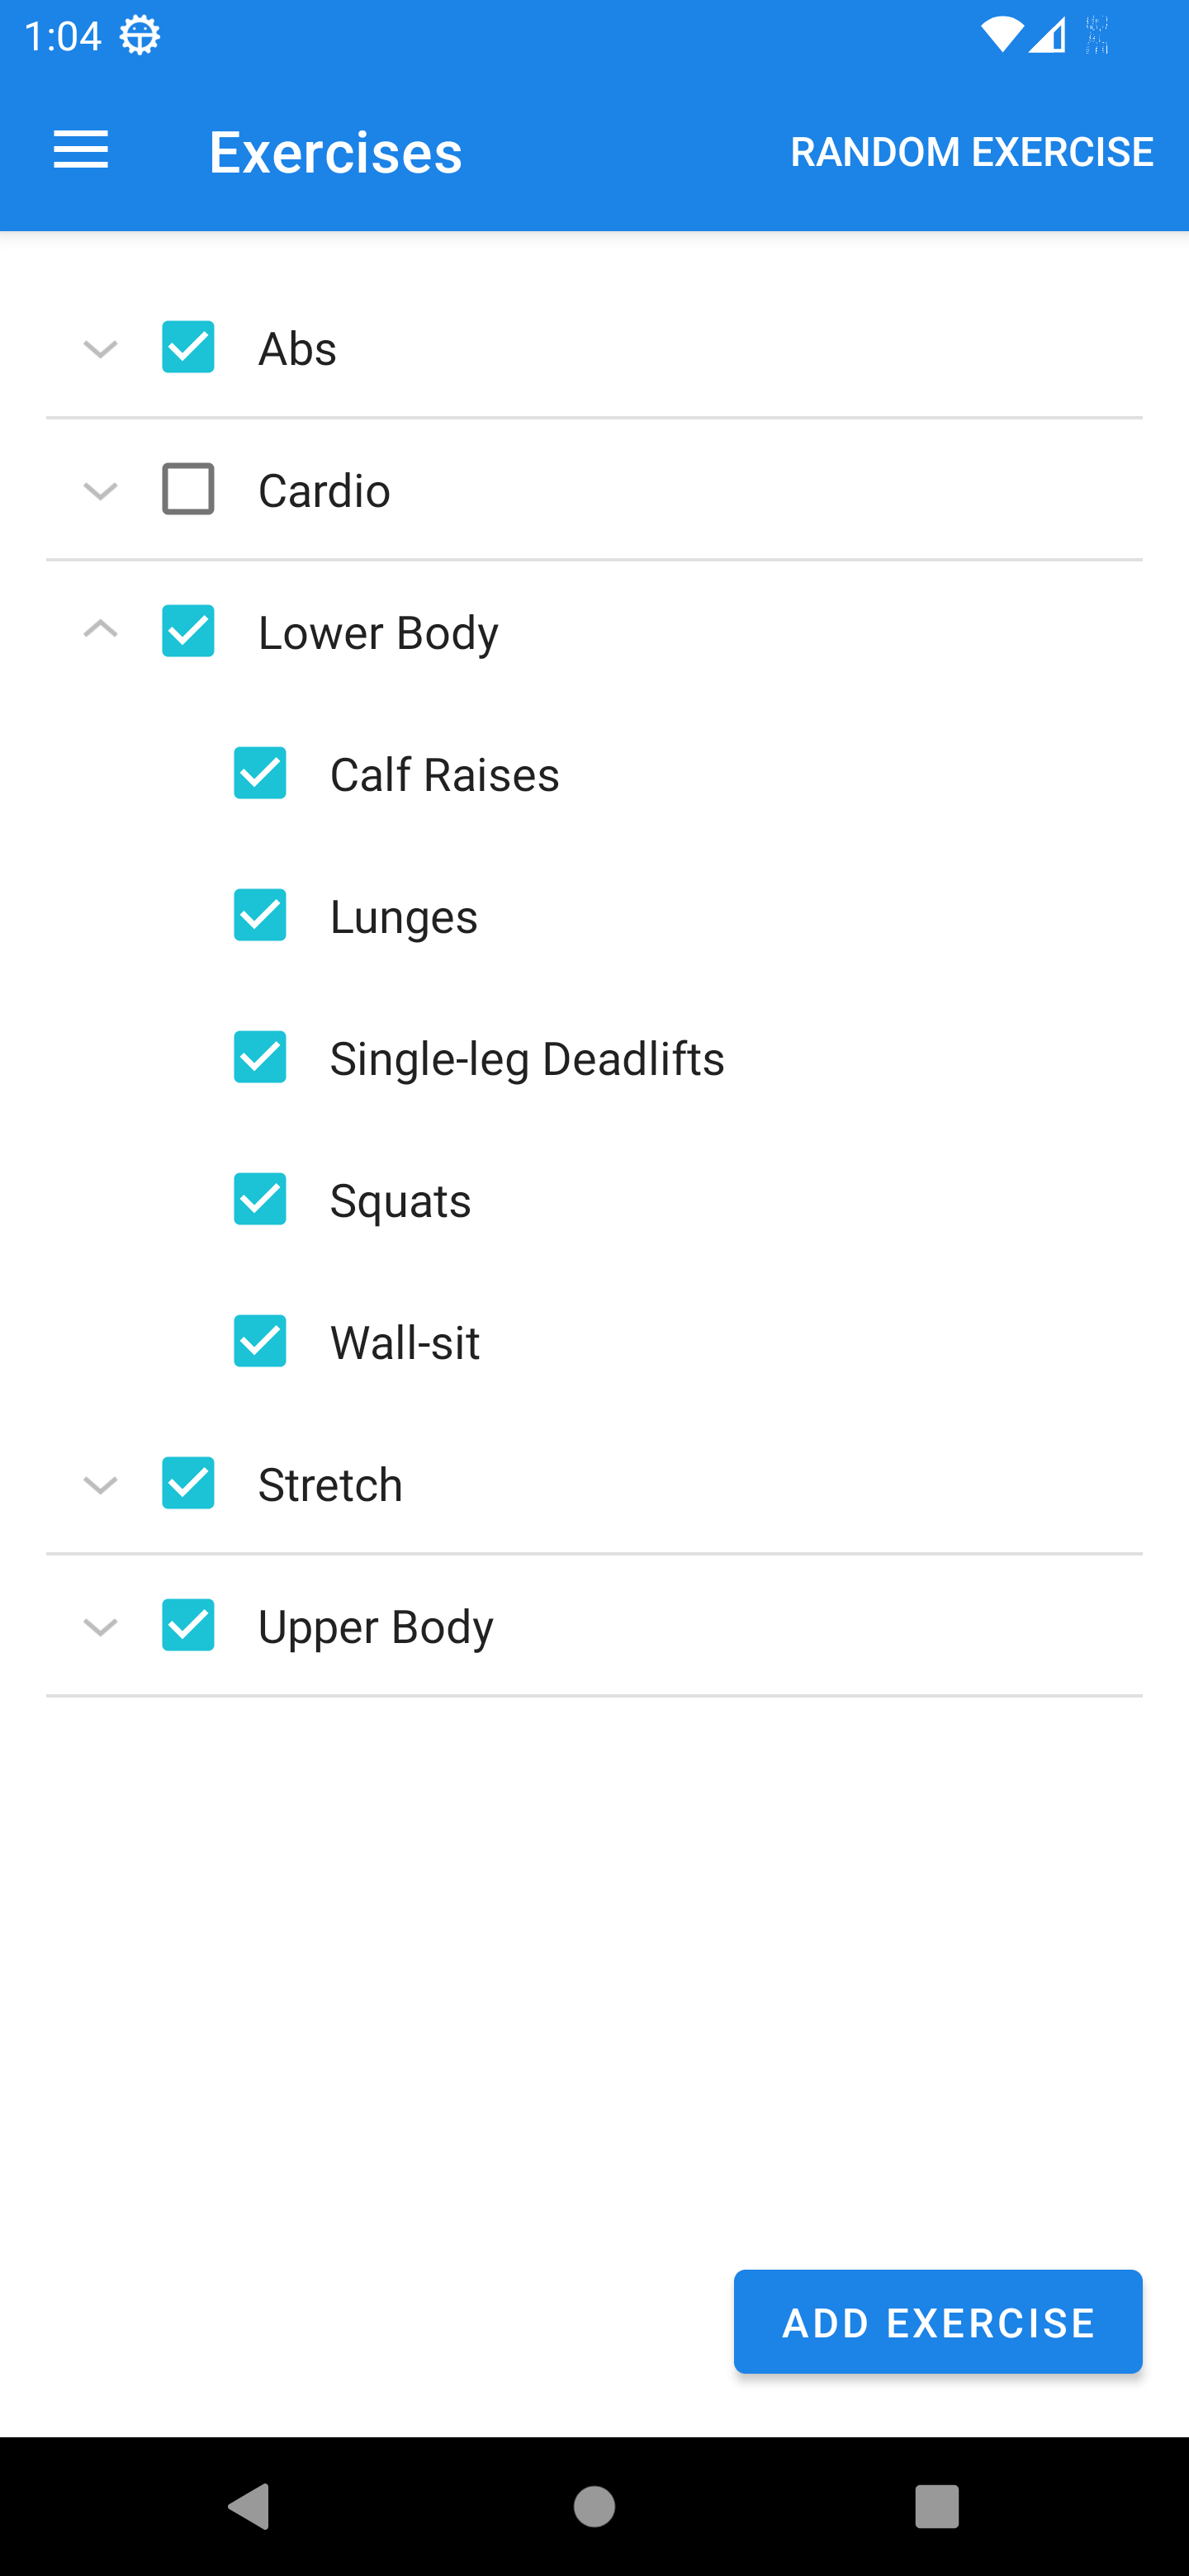 1:04
Exercises
RANDOM EXERCISE
Abs
Cardio
Lower Body
Calf Raises
Lunges
Single-leg Deadlifts
Squats
Wall-sit
Stretch
Upper Body
ADD EXERCISE